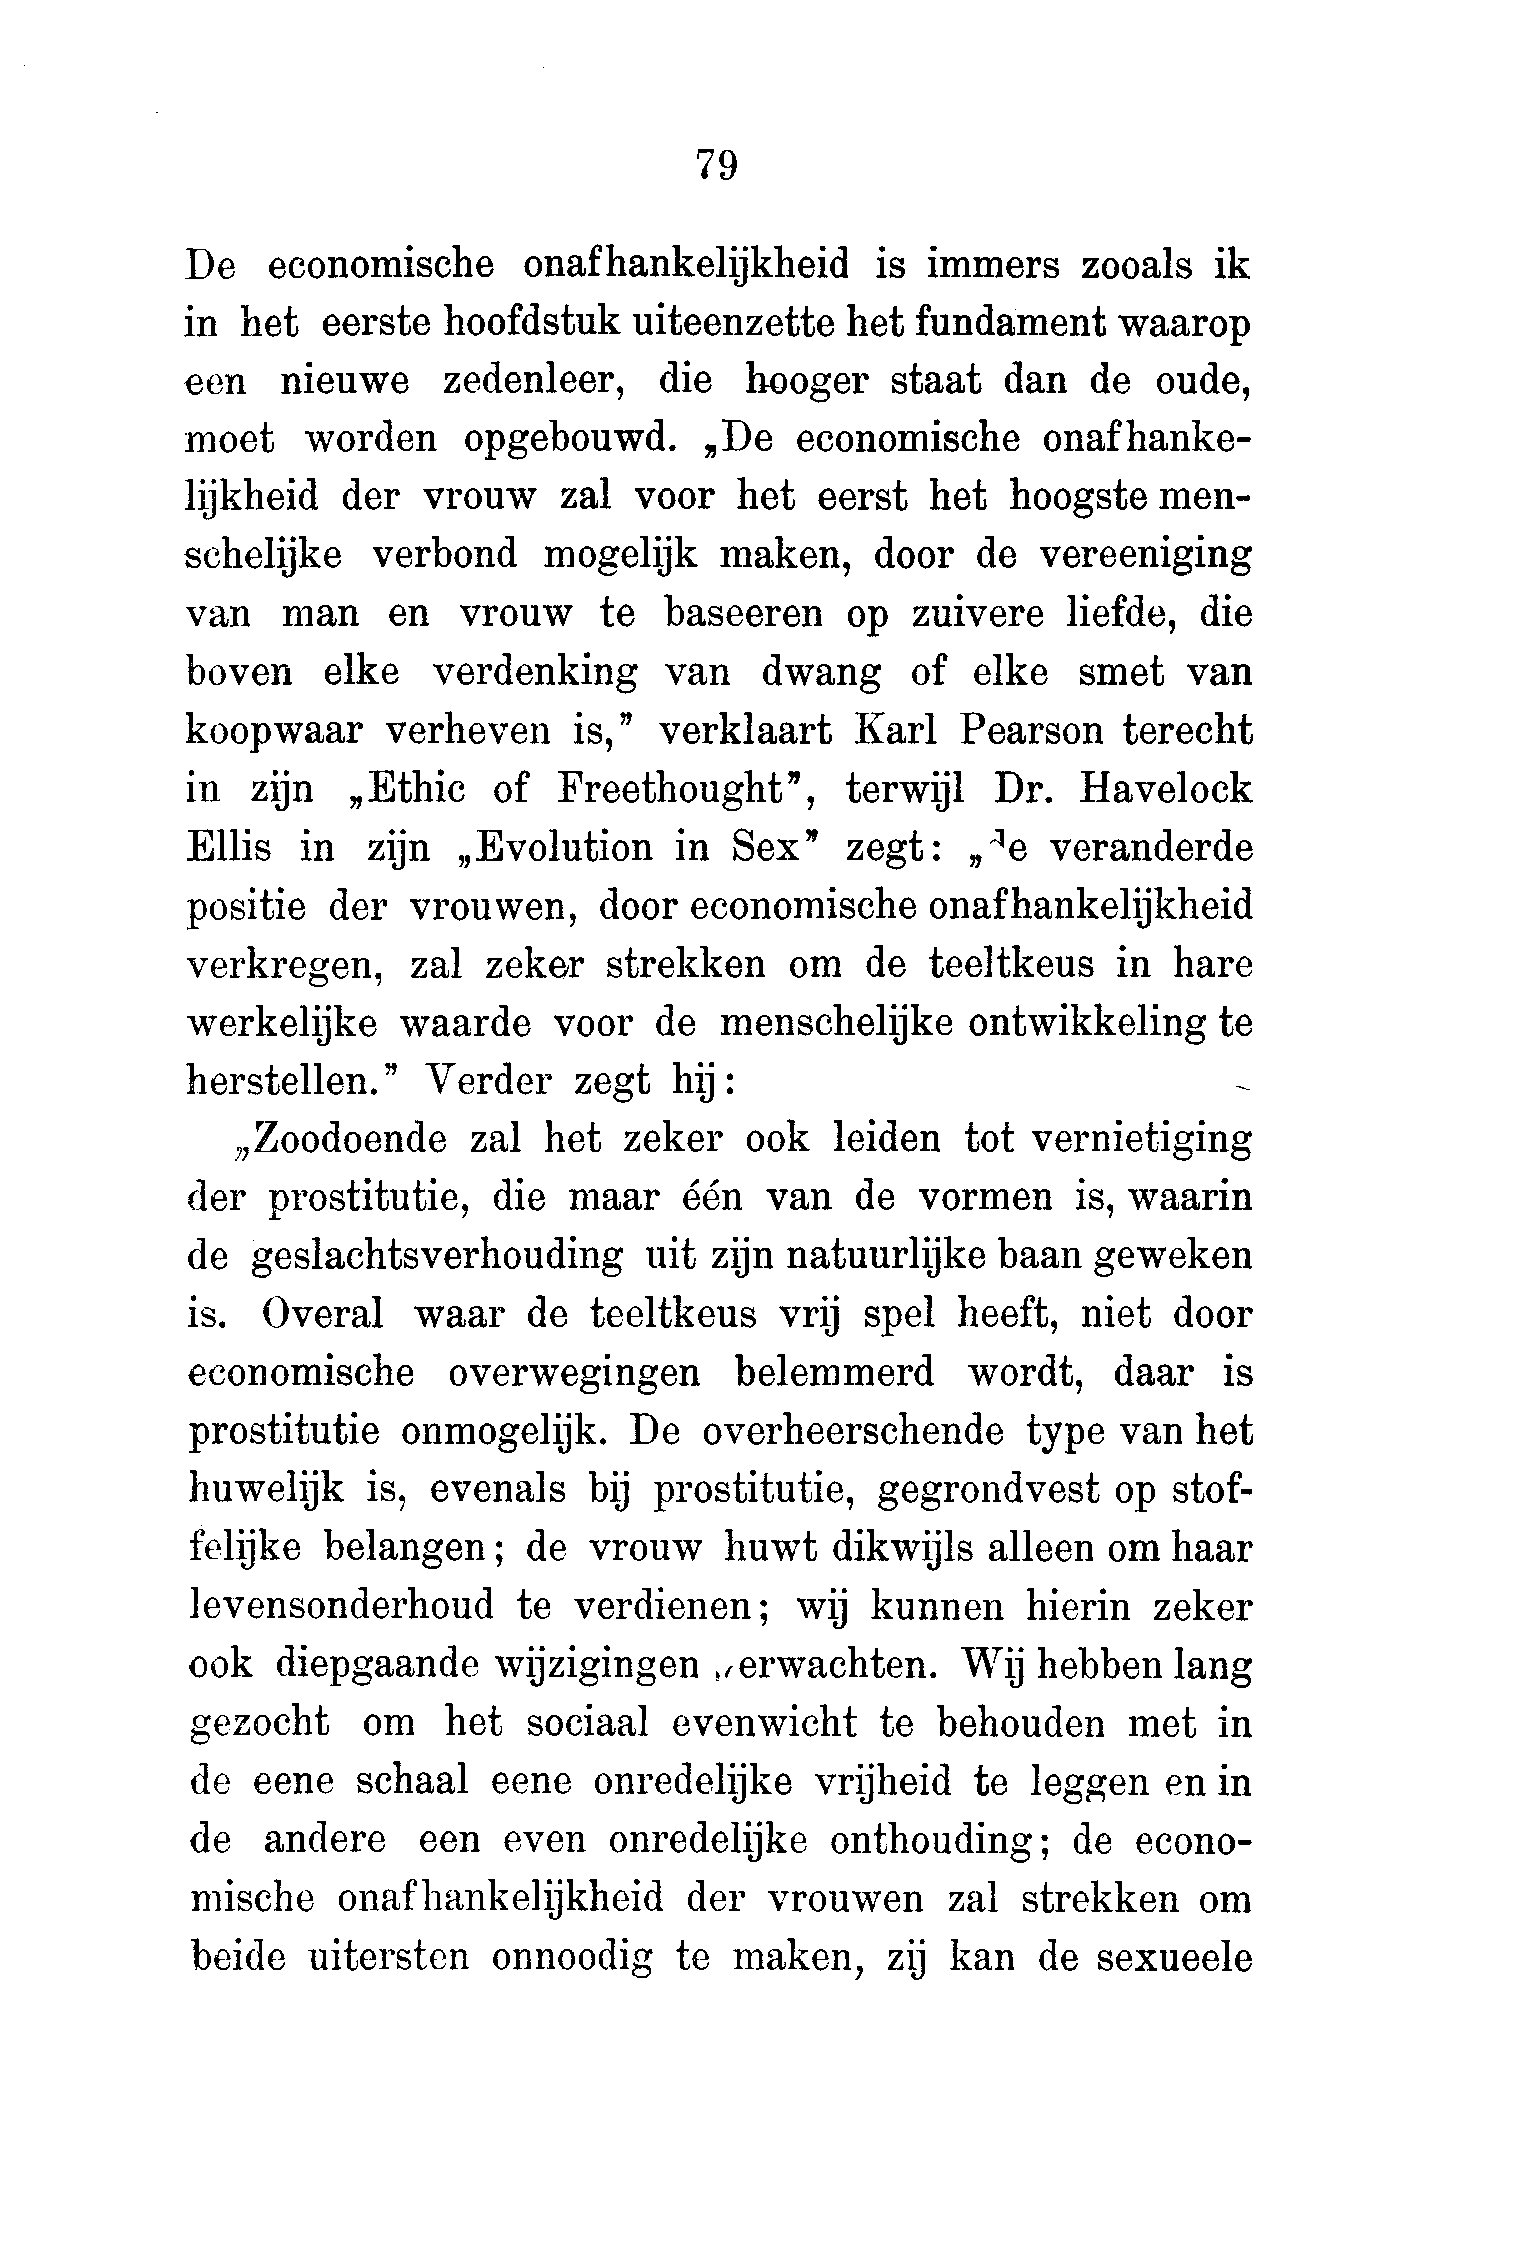 79
De economische onafhankelijkheid is immers zooals ik
in het eerste hoofdstuk uiteenzette het fundament waarop
een nieuwe zedenleer, die hooger staat dan de oude,
moet worden opgebouwd. „De economische onafhanke-
lijkheid der vrouw zal voor het eerst het hoogste men-
schelijke verbond mogelijk maken, door de vereeniging
van man en vrouw te baseeren op zuivere liefde, die
boven elke verdenking van dwang of elke smet van
koopwaar verheven is,” verklaart Karl Pearson terecht
in zijn „Ethic of Freethought”, terwijl Dr. Havelock
Ellis in zijn „Evolution in Sex” zegt: „de veranderde
positie der vrouwen, door economische onafhankelijkheid
verkregen, zal zeker strekken om de teeltkeus in hare
werkelijke waarde voor de menschelijke ontwikkeling te
herstellen.” Verder zegt hij:
„Zoodoende zal het zeker ook leiden tot vernietiging
der prostitutie, die maar één van de vormen is, waarin
de geslachtsverhouding uit zijn natuurlijke baan geweken
is. Overal waar de teeltkeus vrij spel heeft, niet door
economische overwegingen belemmerd wordt, daar is
prostitutie onmogelijk. De overheerschende type van het
huwelijk is, evenals bij prostitutie, gegrondvest op stof-
felijke belangen; de vrouw huwt dikwijls alleen om haar
levensonderhoud te verdienen; wij kunnen hierin zeker
ook diepgaande wijzigingen verwachten. Wij hebben lang
gezocht om het sociaal evenwicht te behouden met in
de eene schaal eene onredelijke vrijheid te leggen en in
de andere een even onredelijke onthouding; de econo-
mische onafhankelijkheid der vrouwen zal strekken om
beide uitersten onnoodig te maken, zij kan de sexueele